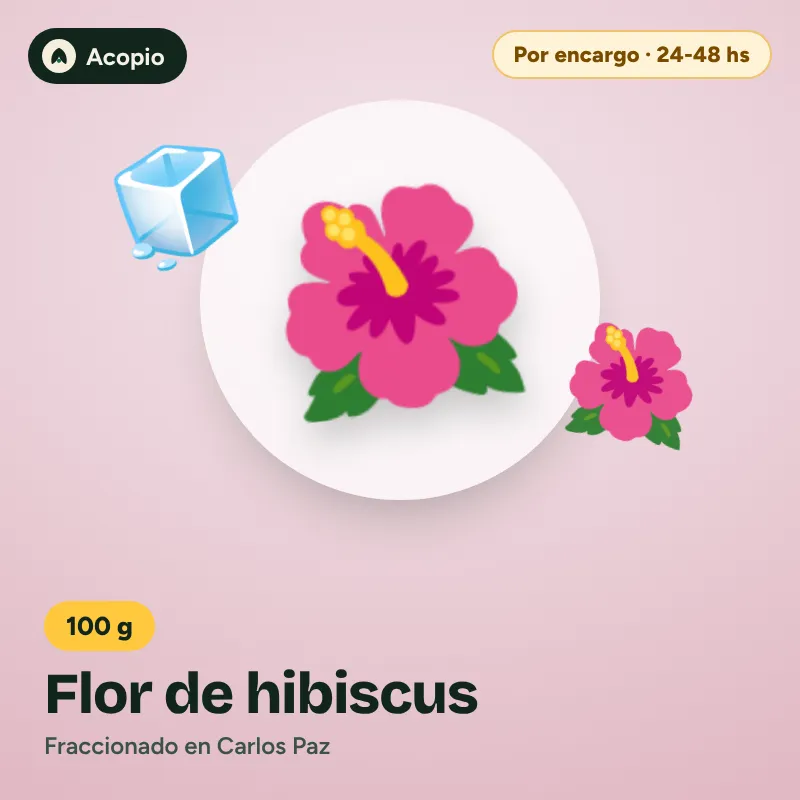 Acopio
Por encargo · 24-48 hs
100 g
Flor de hibiscus
Fraccionado en Carlos Paz